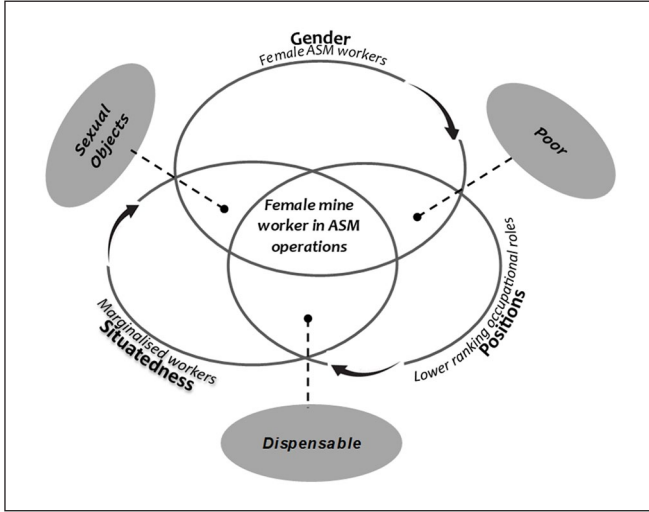 Gender
Female ASM workers
Sexual
Objects
Poor
Female mine
worker in ASM
operations
Marginalised workers
Situatedness
Lower ranking occupational roles
Positions
Dispensable